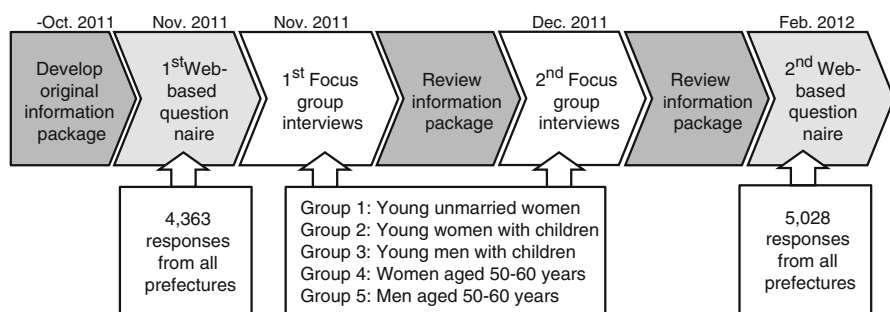 -Oct. 2011
Nov. 2011
Nov. 2011
Dec. 2011
Feb. 2012
Develop
original
information
package
1st Web-
based
question
naire
1st Focus
group
interviews
Review
information
package
2nd Focus
group
interviews
Review
information
package
2nd Web-
based
question
naire
4,363
responses
from all
prefectures
Group 1: Young unmarried women
Group 2: Young women with children
Group 3: Young men with children
Group 4: Women aged 50-60 years
Group 5: Men aged 50-60 years
5,028
responses
from all
prefectures